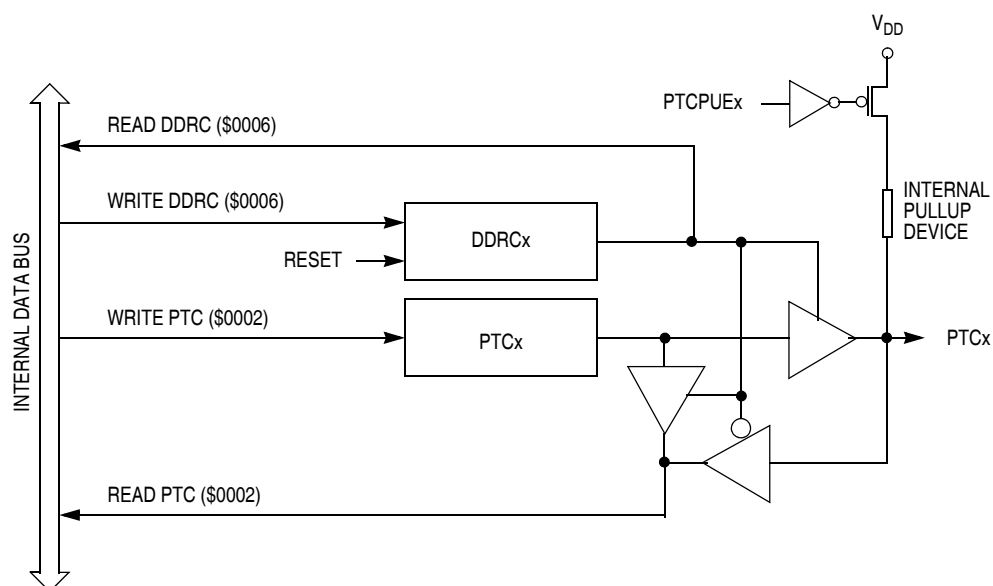 VDD
PTCPUEx
READ DDRC ($0006)
WRITE DDRC ($0006)
INTERNAL
PULLUP
DEVICE
DDRCx
RESET
WRITE PTC ($0002)
PTCx
PTCx
INTERNAL DATA BUS
READ PTC ($0002)